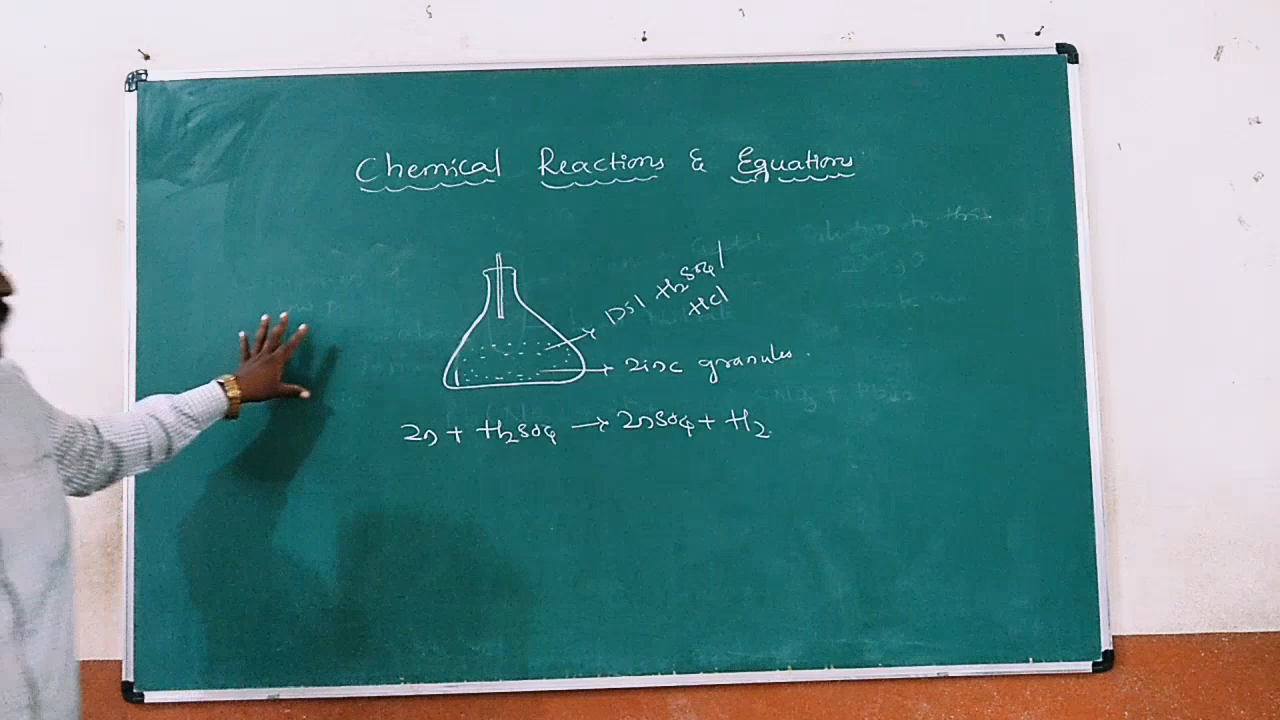 Chemical Reactions & Equations
Dil H₂SO₄/
HCl
Zinc granules.
Zn + H₂SO₄ → ZnSO₄ + H₂